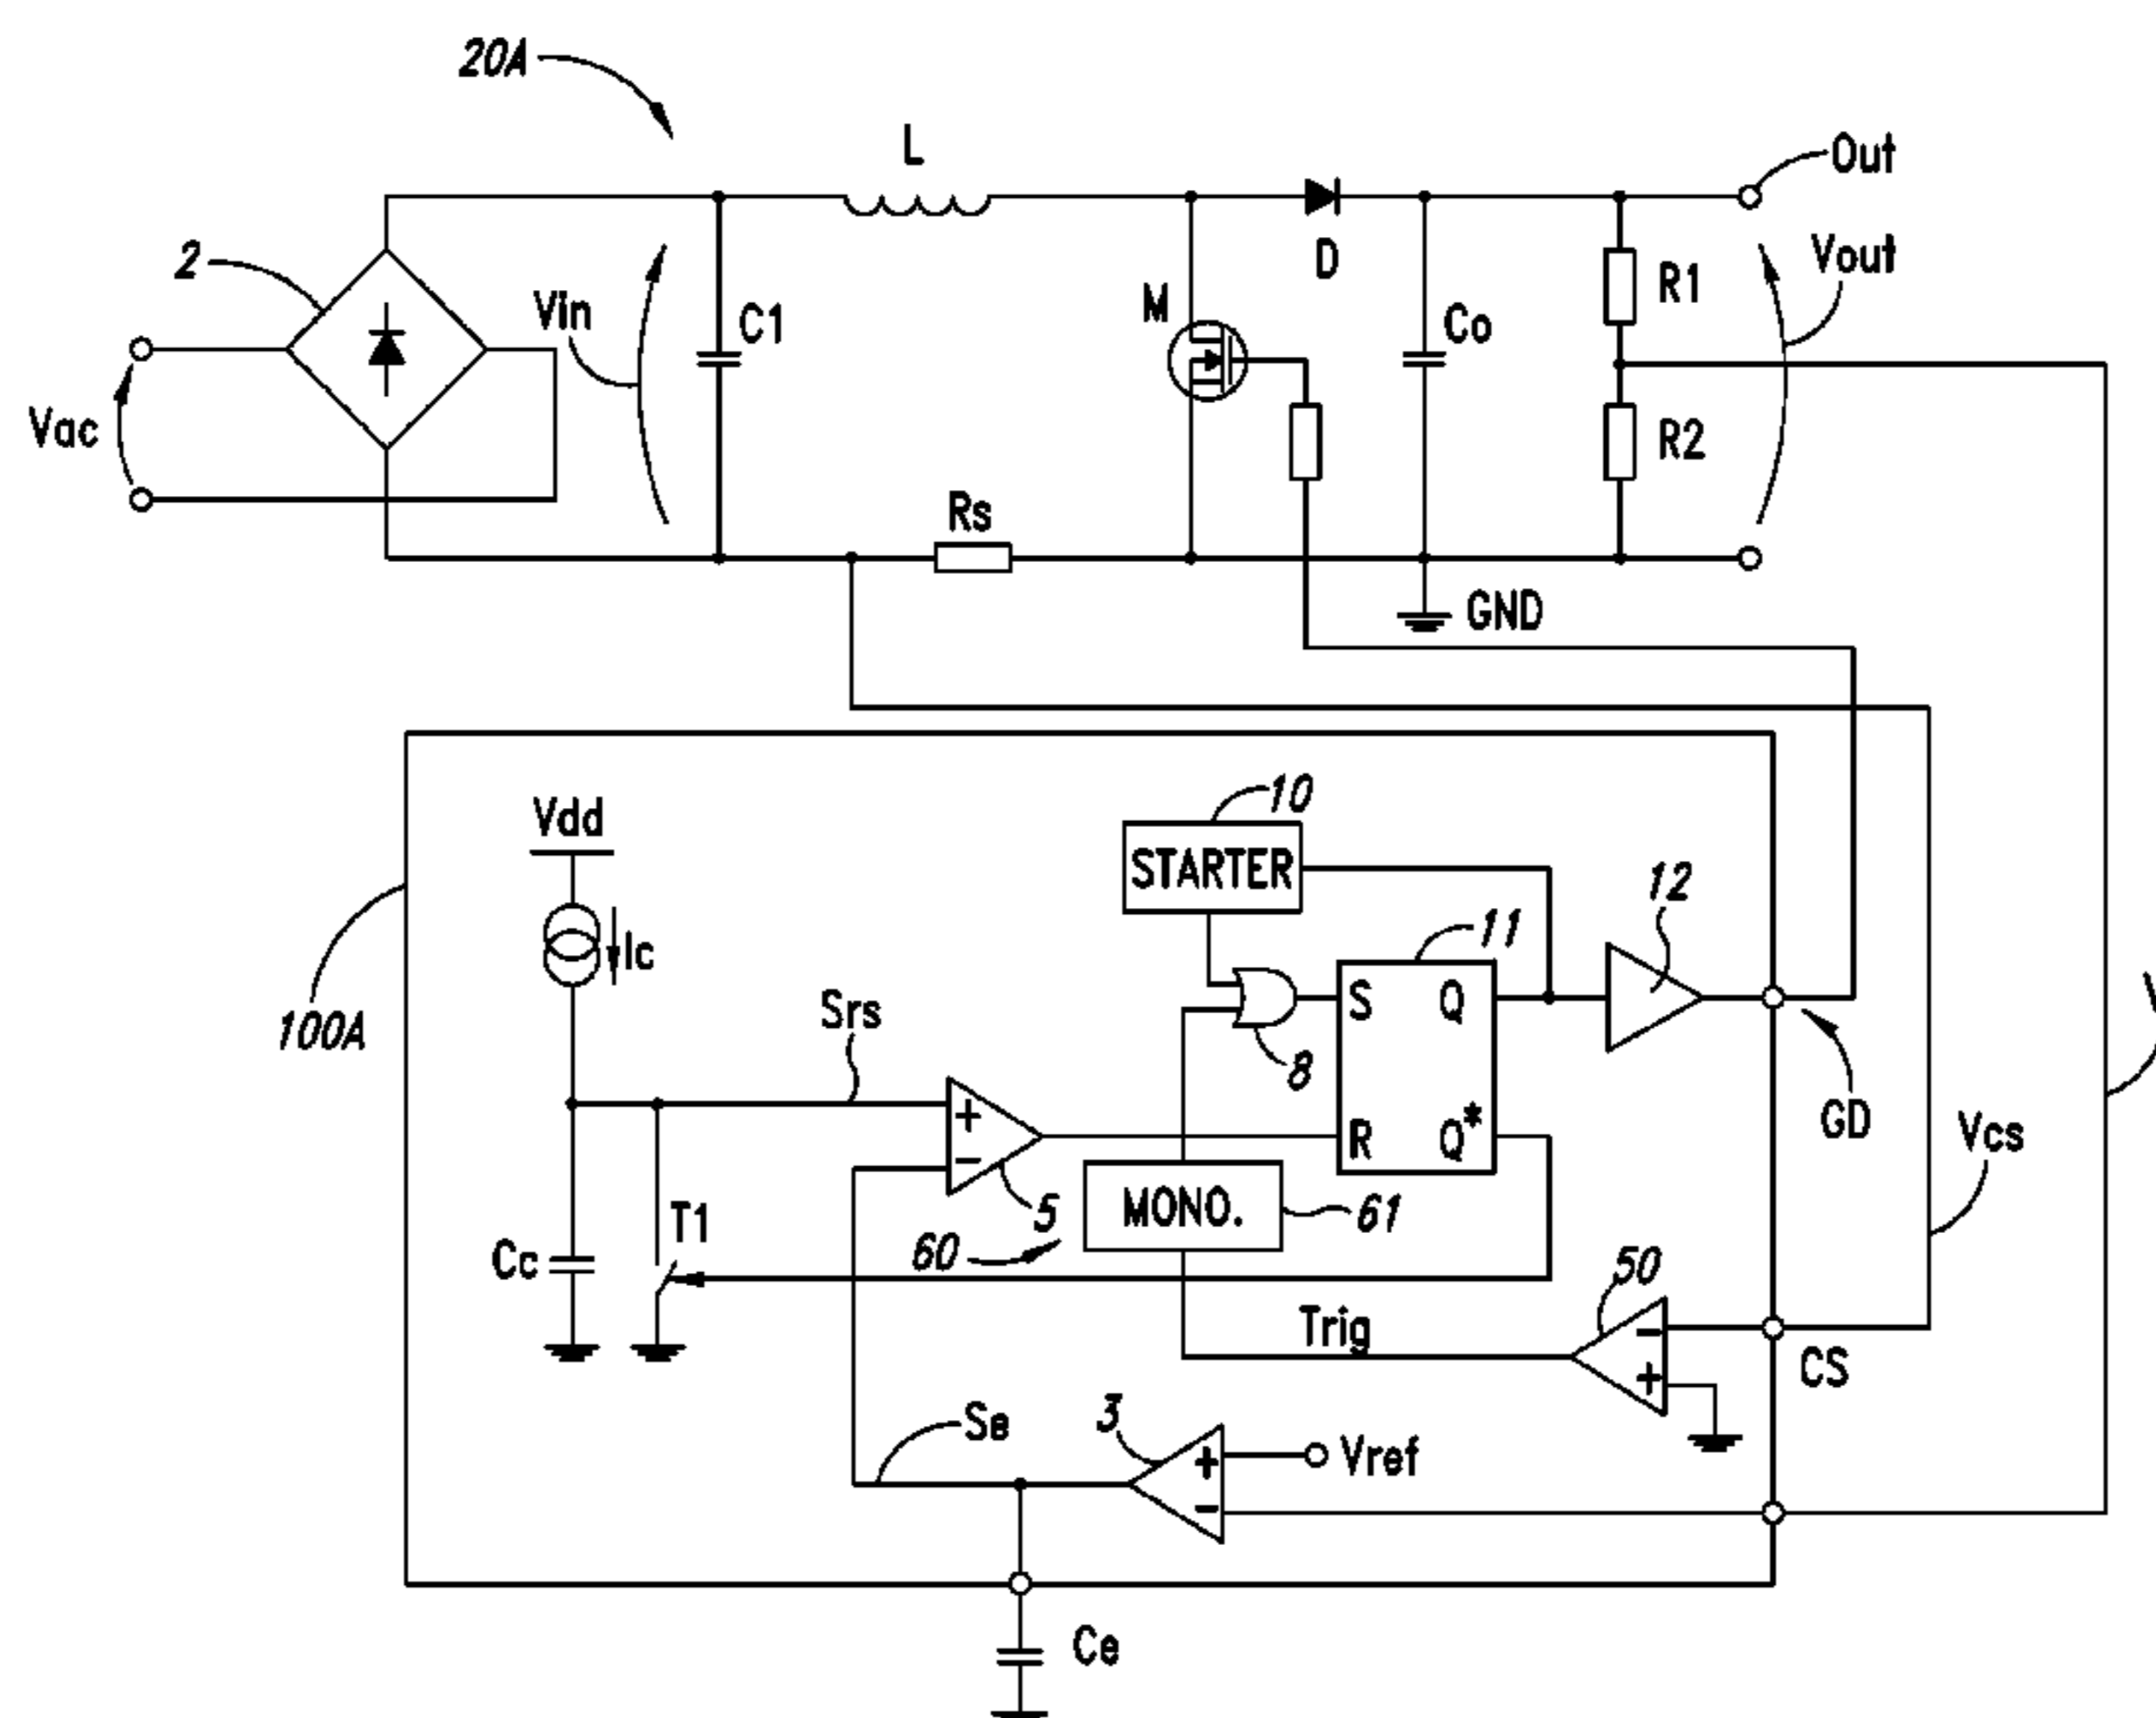 20A
L
Out
2
Vin
C1
M
D
Co
R1
Vout
Vac
Rs
R2
GND
Vdd
10
STARTER
12
Ic
11
100A
Srs
S
Q
8
+
-
R
Q*
GD
Vcs
T1
5
MONO.
61
Cc
60
50
Trig
-
+
CS
Se
3
+
-
Vref
Ce